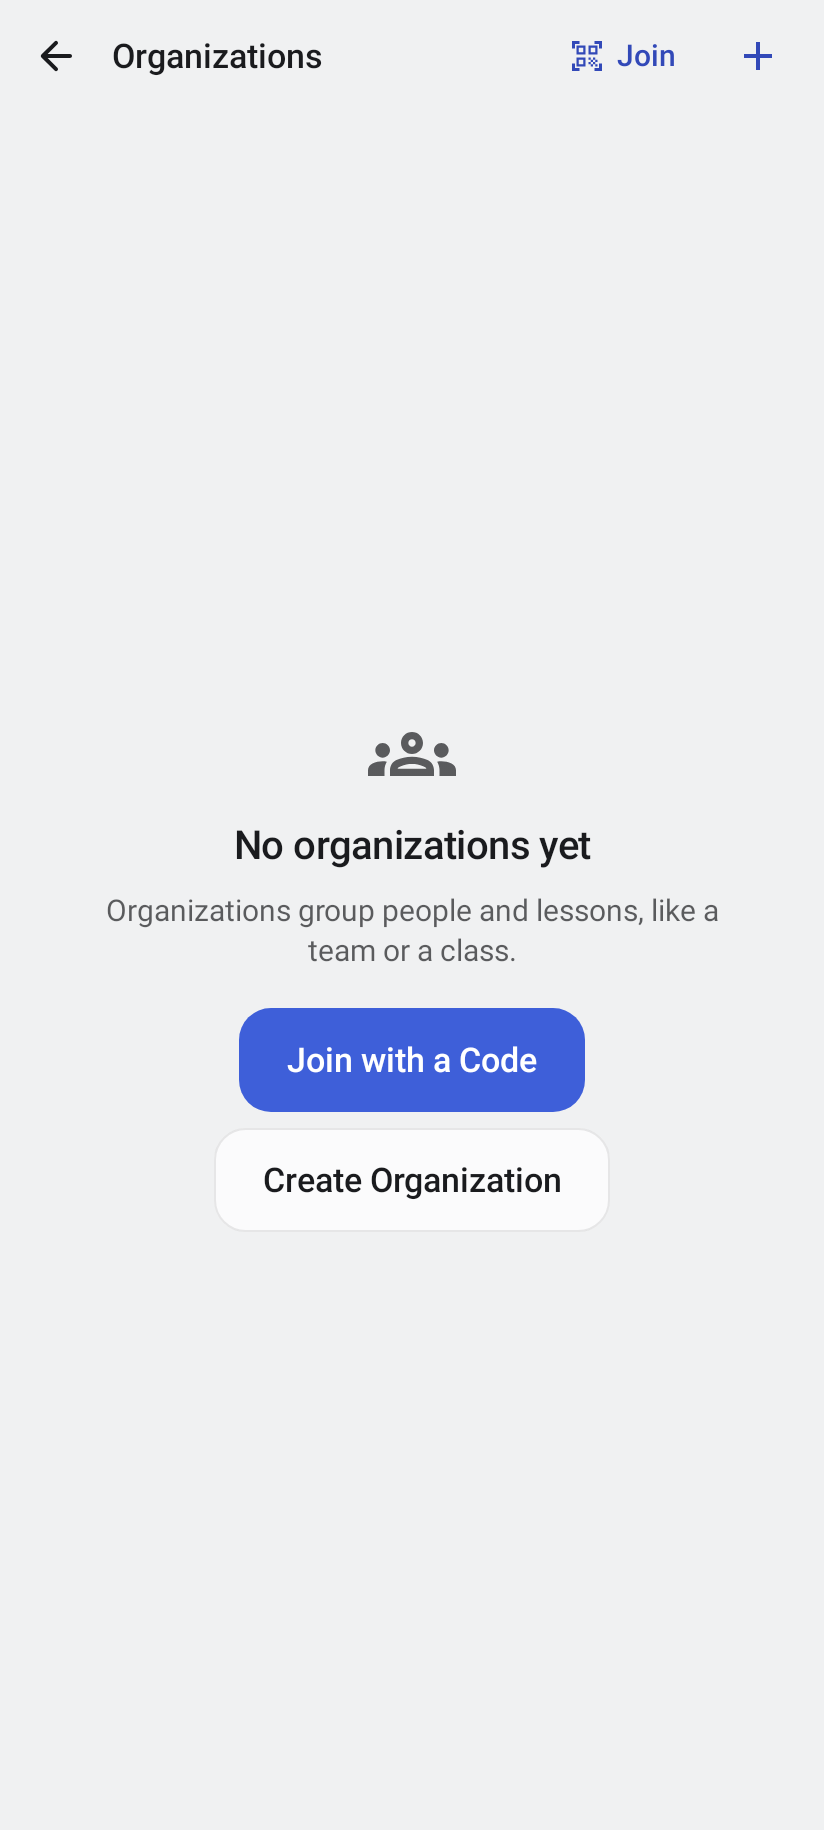 Organizations
Join
No organizations yet
Organizations group people and lessons, like a
team or a class.
Join with a Code
Create Organization